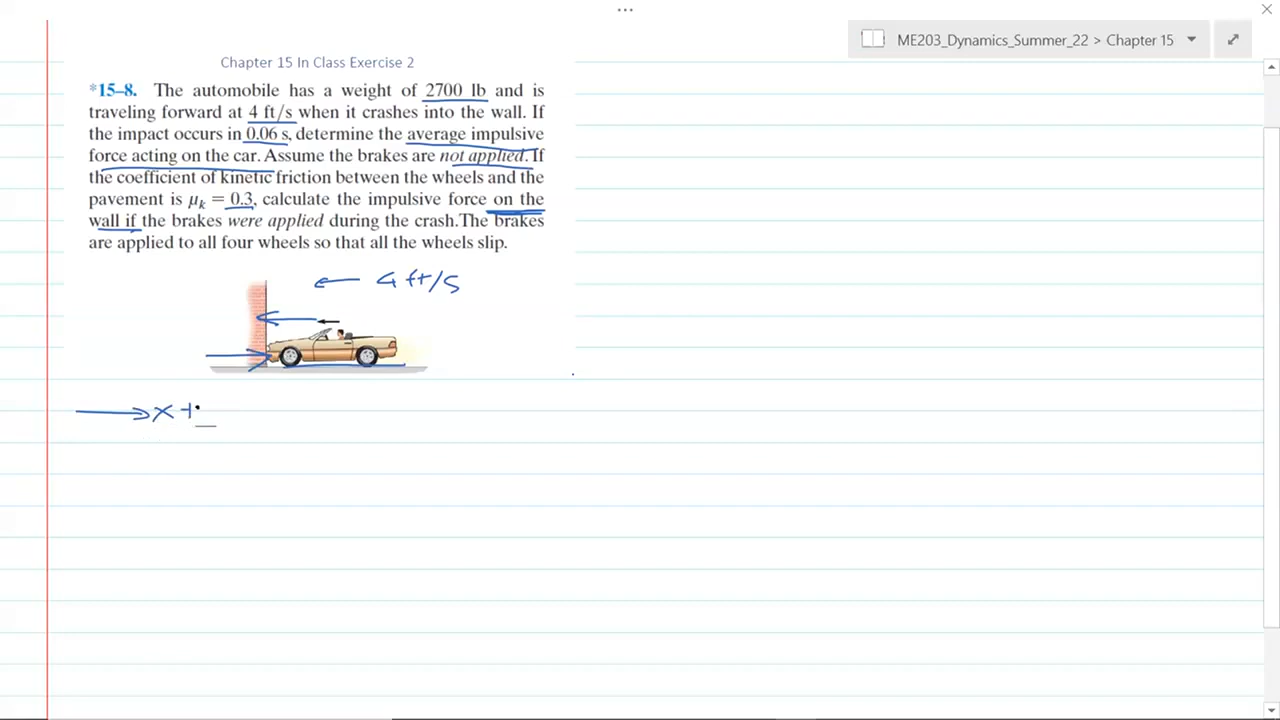 ME203_Dynamics_Summer_22 > Chapter 15
Chapter 15 In Class Exercise 2
*15–8. The automobile has a weight of 2700 lb and is
traveling forward at 4 ft/s when it crashes into the wall. If
the impact occurs in 0.06 s, determine the average impulsive
force acting on the car. Assume the brakes are not applied. If
the coefficient of kinetic friction between the wheels and the
pavement is μk = 0.3, calculate the impulsive force on the
wall if the brakes were applied during the crash.The brakes
are applied to all four wheels so that all the wheels slip.
← 4 ft/s
→ x +